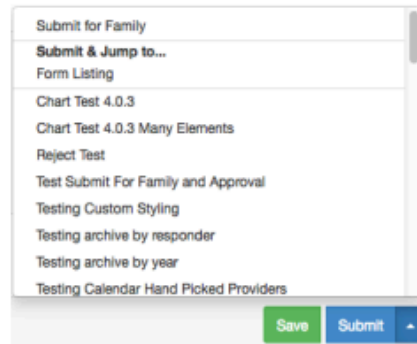 Submit for Family
Submit & Jump to...
Form Listing
Chart Test 4.0.3
Chart Test 4.0.3 Many Elements
Reject Test
Test Submit For Family and Approval
Testing Custom Styling
Testing archive by responder
Testing archive by year
Testing Calendar Hand Picked Providers
Save Submit